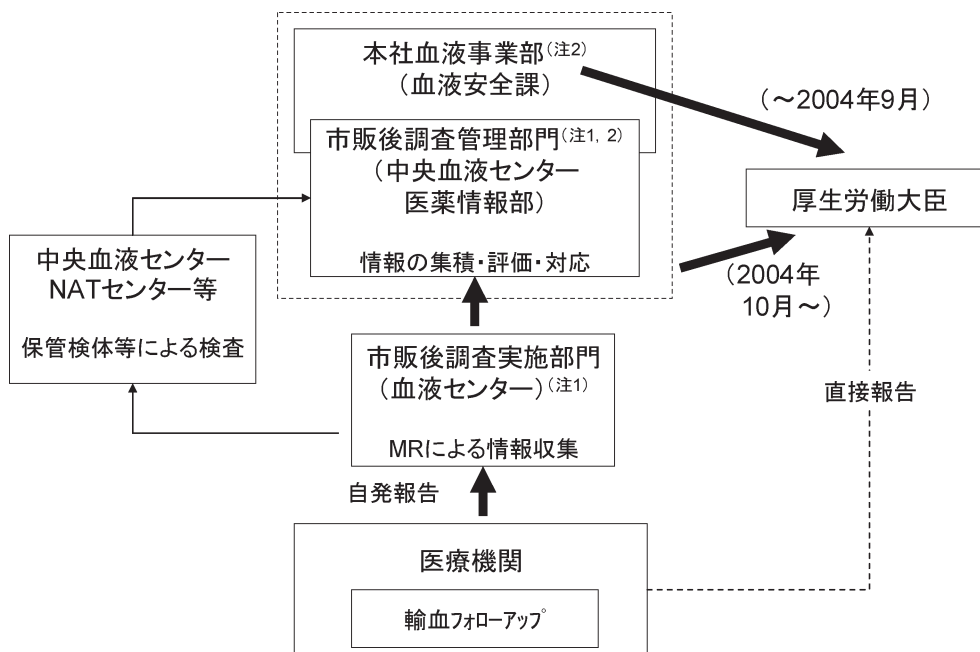 本社血液事業部(注2)
(血液安全課)
(～2004年9月)
市販後調査管理部門(注1, 2)
(中央血液センター
医薬情報部)
情報の集積・評価・対応
厚生労働大臣
(2004年
10月～)
中央血液センター
NATセンター等
保管検体等による検査
市販後調査実施部門
(血液センター)(注1)
MRによる情報収集
直接報告
自発報告
医療機関
輸血フォローアップ